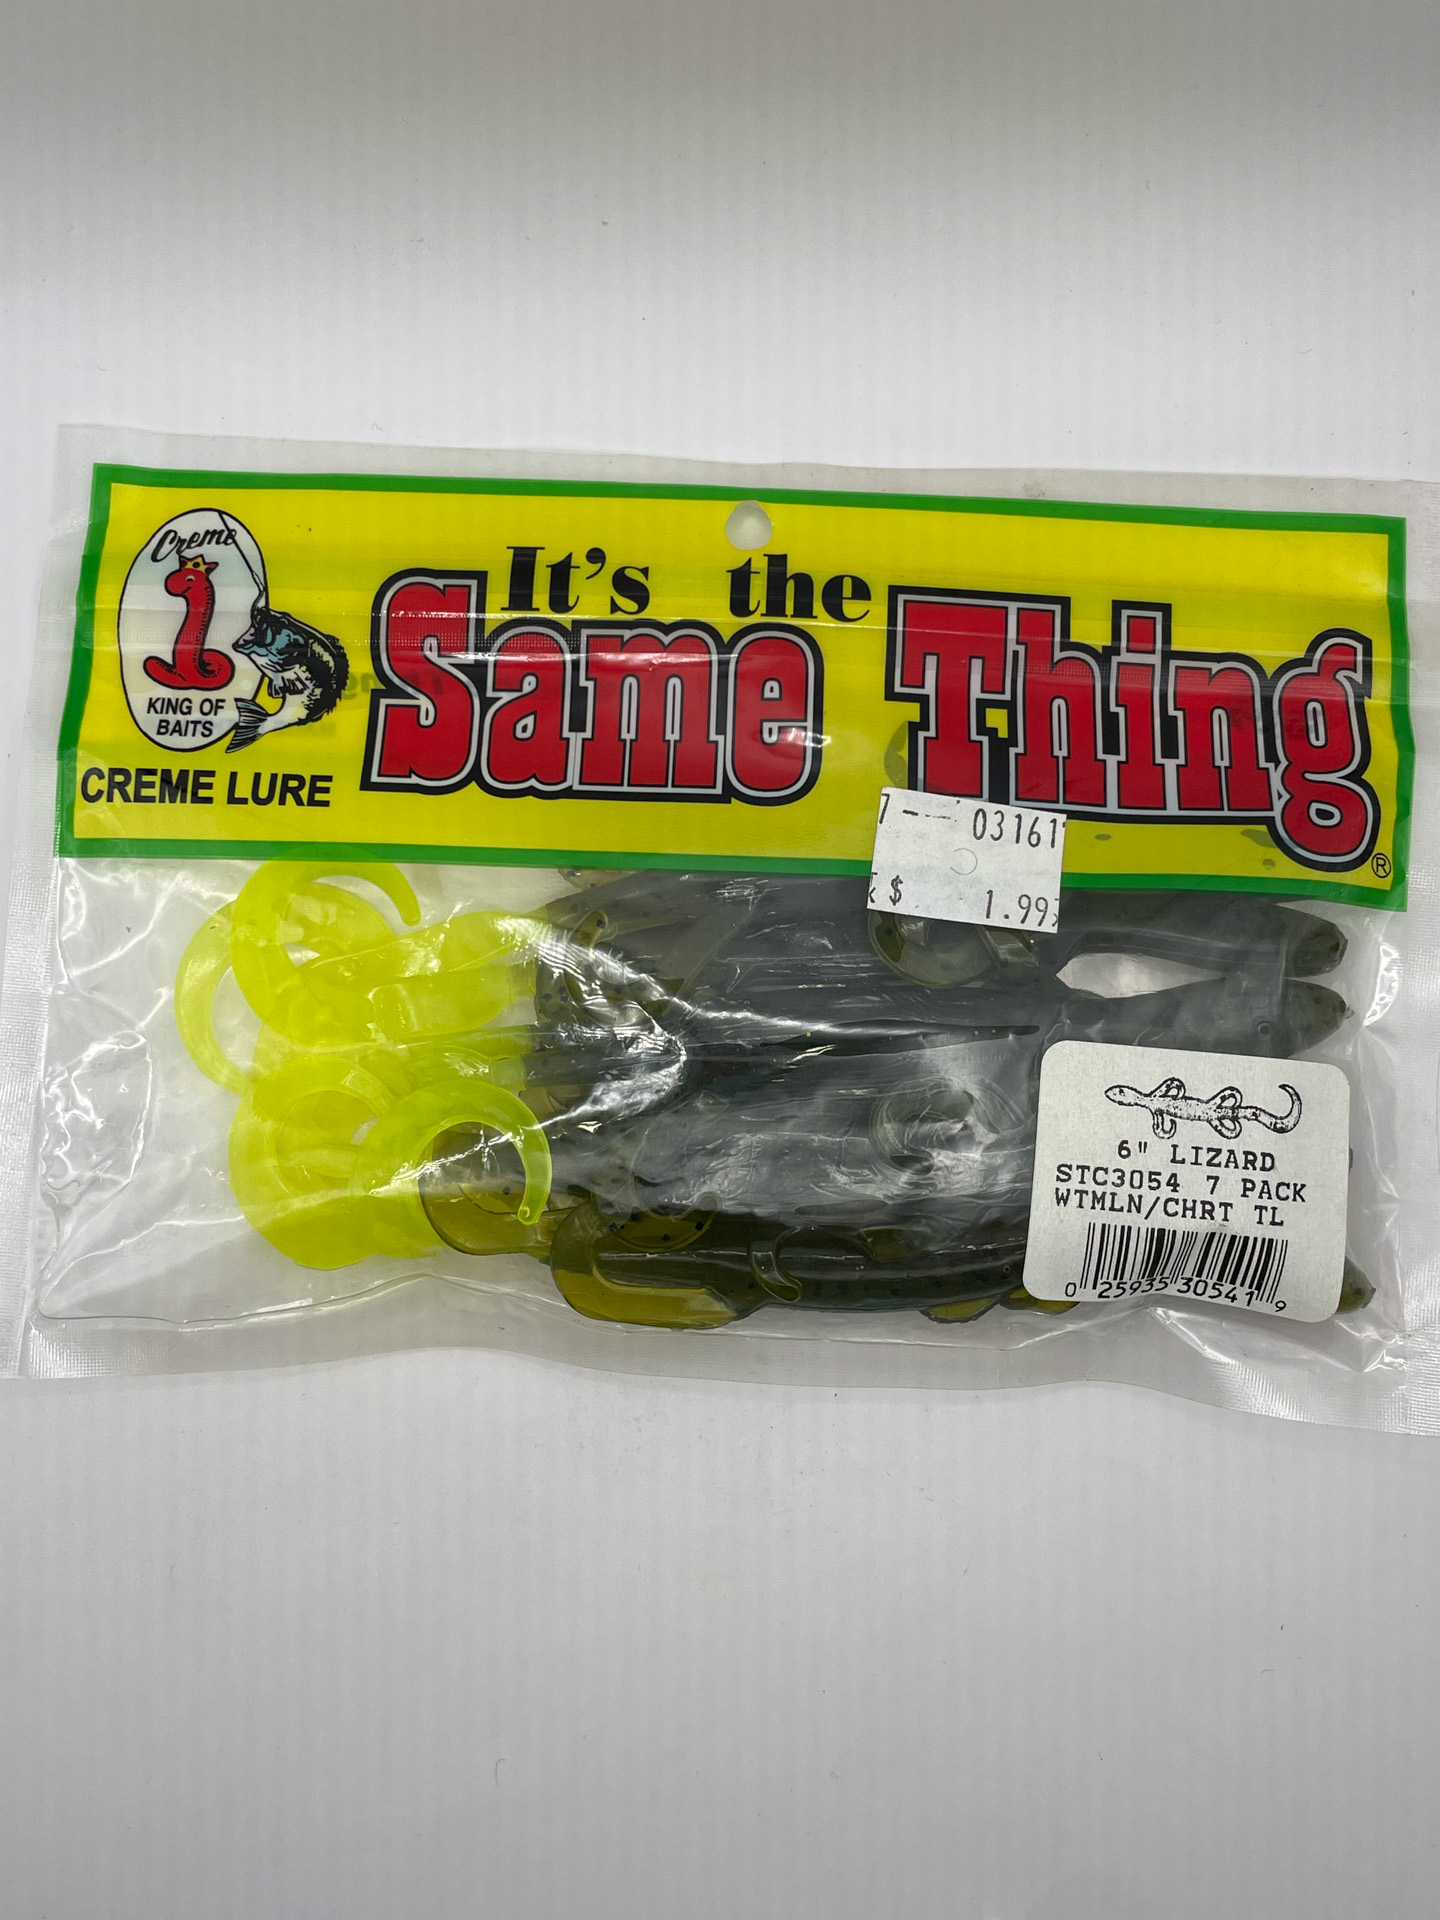 Creme
KING OF
BAITS
CREME LURE
It's the
Same Thing
®
7 - 03161
$ 1.99
6" LIZARD
STC3054 7 PACK
WTMLN/CHRT TL
0 25935 30541 9